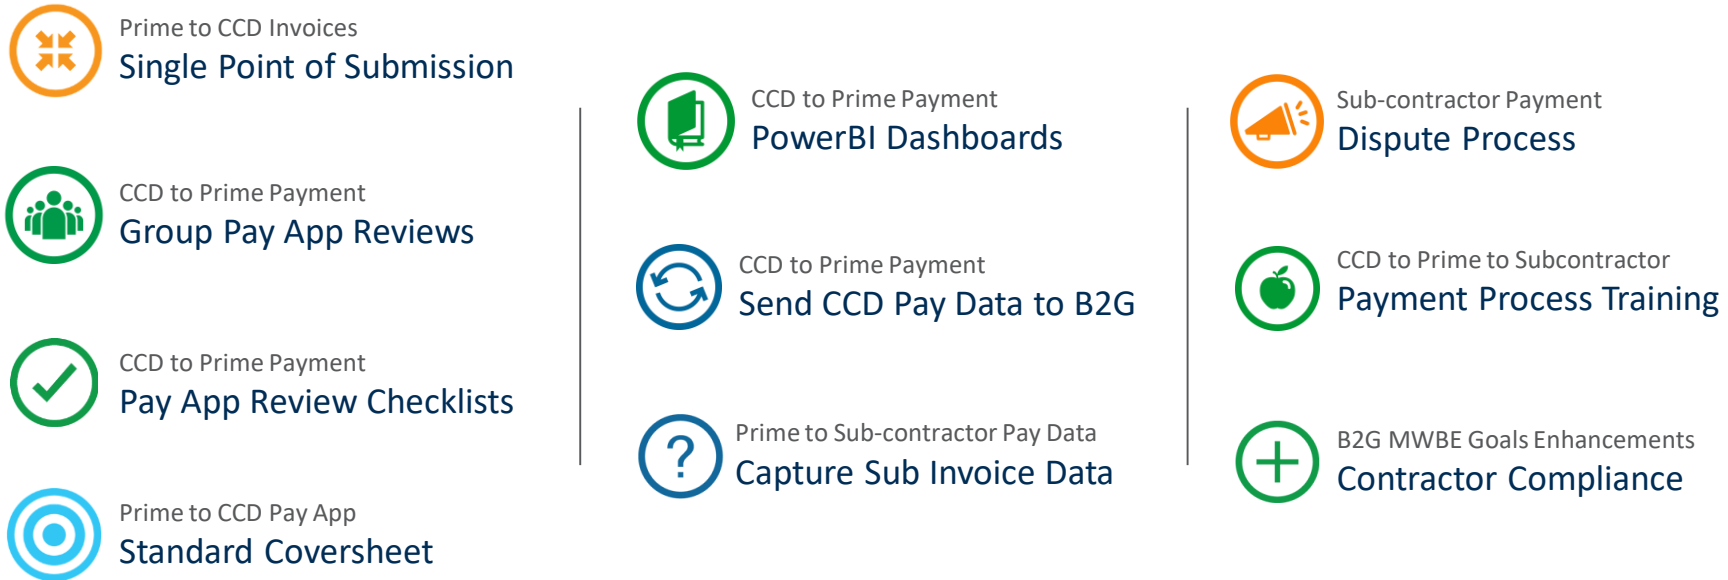 Prime to CCD Invoices
Single Point of Submission
CCD to Prime Payment
Group Pay App Reviews
CCD to Prime Payment
Pay App Review Checklists
Prime to CCD Pay App
Standard Coversheet
CCD to Prime Payment
PowerBI Dashboards
CCD to Prime Payment
Send CCD Pay Data to B2G
?
Prime to Sub-contractor Pay Data
Capture Sub Invoice Data
Sub-contractor Payment
Dispute Process
CCD to Prime to Subcontractor
Payment Process Training
B2G MWBE Goals Enhancements
Contractor Compliance